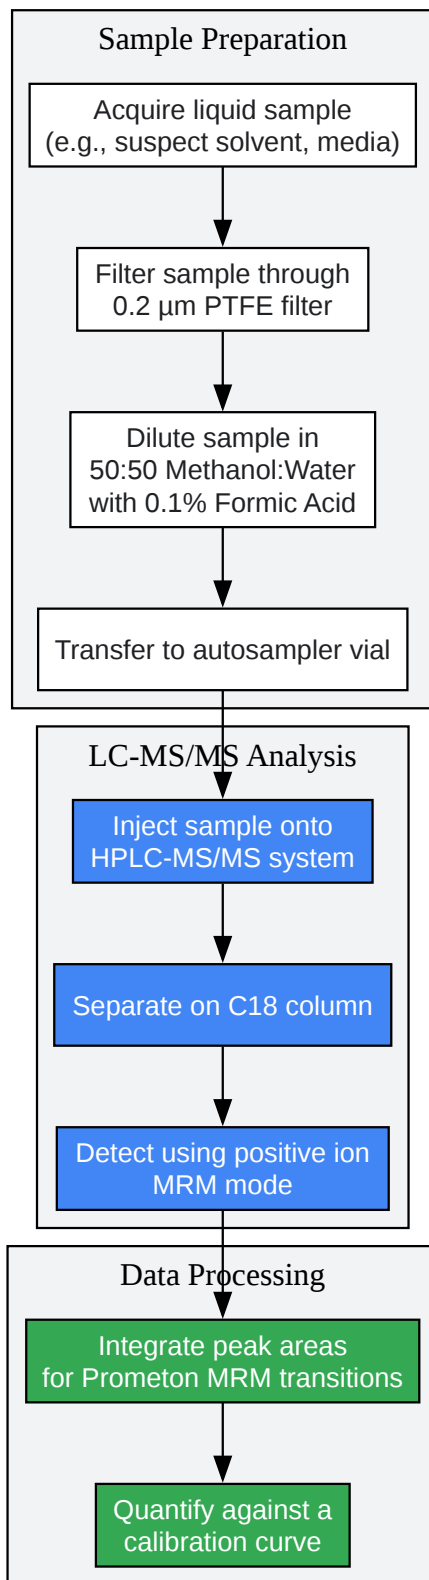 Sample Preparation
Acquire liquid sample
(e.g., suspect solvent, media)
Filter sample through
0.2 µm PTFE filter
Dilute sample in
50:50 Methanol:Water
with 0.1% Formic Acid
Transfer to autosampler vial
LC-MS/MS Analysis
Inject sample onto
HPLC-MS/MS system
Separate on C18 column
Detect using positive ion
MRM mode
Data Processing
Integrate peak areas
for Prometon MRM transitions
Quantify against a
calibration curve